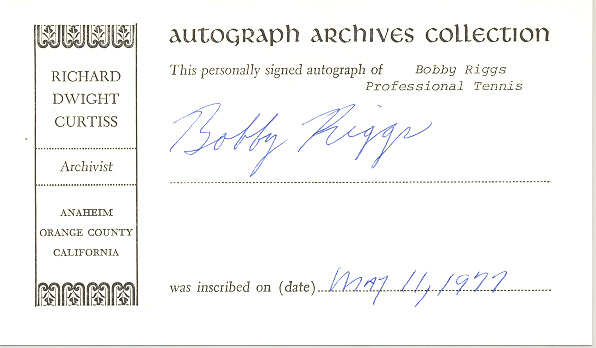 RICHARD
DWIGHT
CURTISS
Archivist
ANAHEIM
ORANGE COUNTY
CALIFORNIA
autograph archives collection
This personally signed autograph of Bobby Riggs
Professional Tennis
Bobby Riggs
was inscribed on (date) May 11, 1977